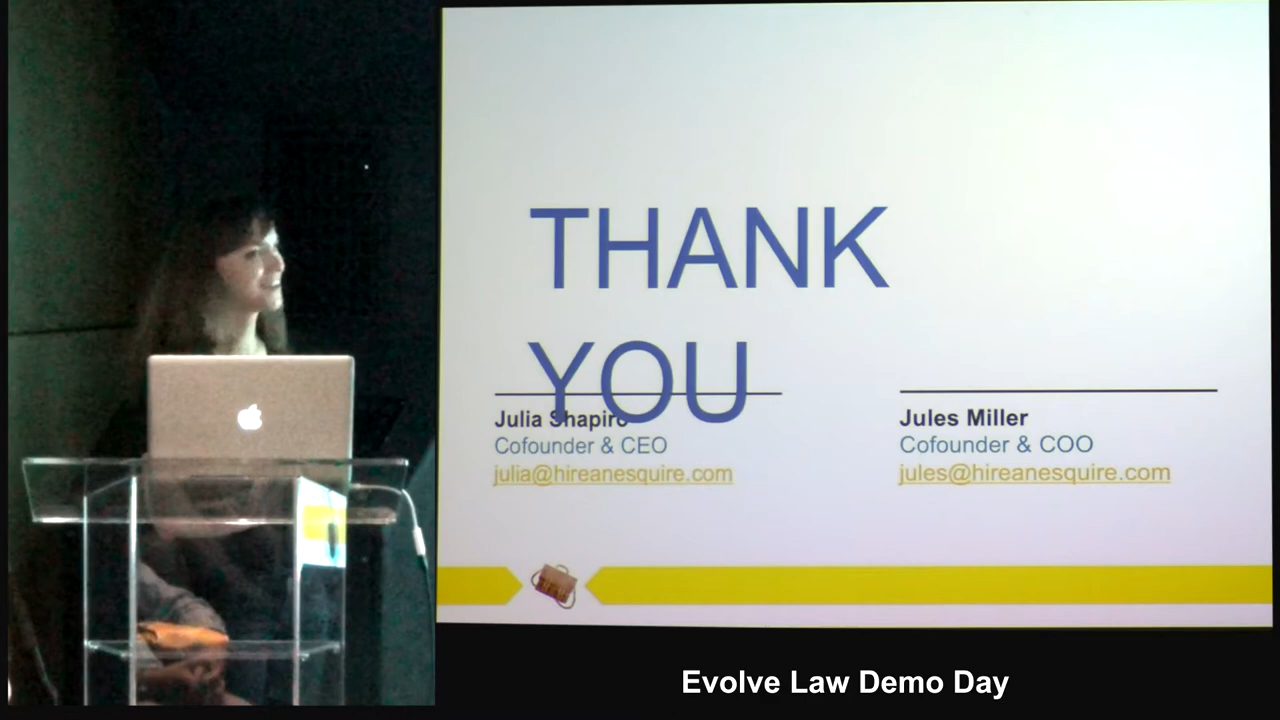 THANK
YOU
Julia Shapiro
Cofounder & CEO
julia@hireanesquire.com
Jules Miller
Cofounder & COO
jules@hireanesquire.com
Evolve Law Demo Day